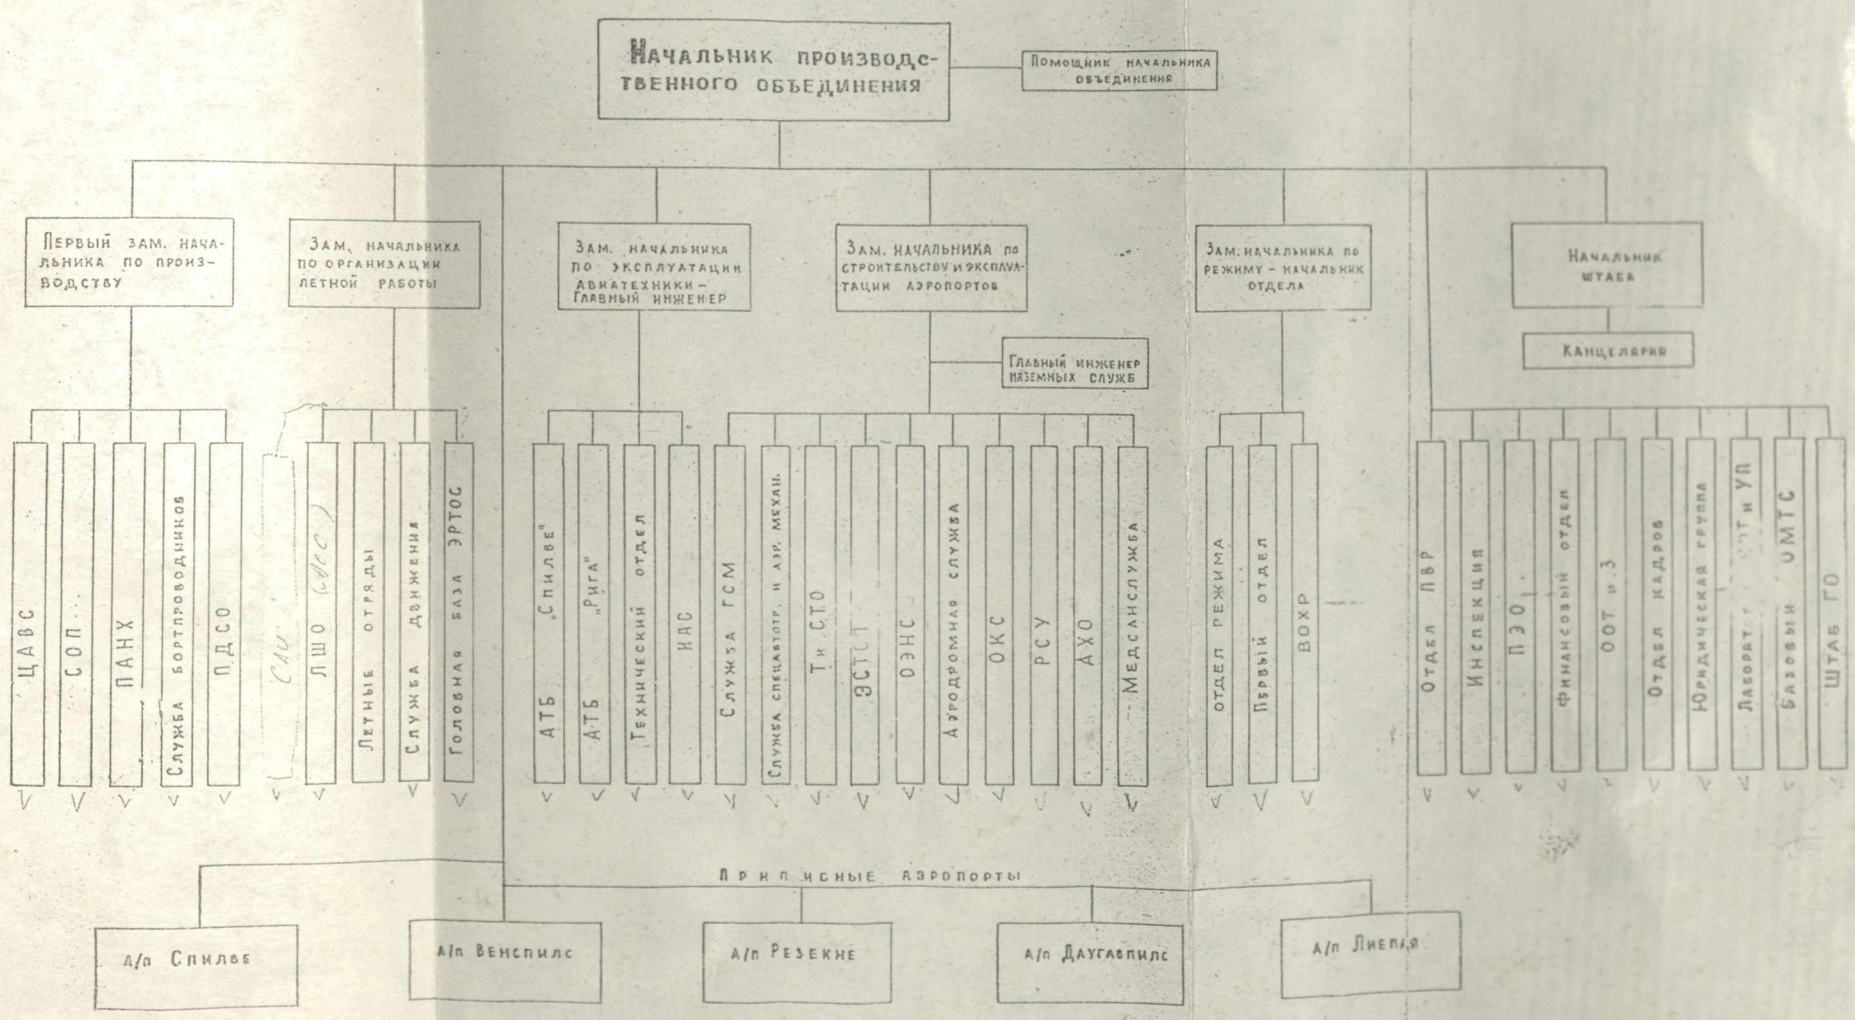 Начальник производс-
твенного объединения
Помощник начальника
объединения
Первый зам. нача-
льника по произ-
водству
Зам. начальника
по организации
летной работы
Зам. начальника
по эксплуатации
авиатехники –
Главный инженер
Зам. начальника по
строительству и эксплуа-
тации аэропортов
Зам. начальника по
режиму – начальник
отдела
Начальник
штаба
Главный инженер
наземных служб
Канцелярия
ЦАВС
СОП
ПАНХ
Служба бортпроводников
ПДСО
ЛШО
Летные отряды
Служба движения
Головная база ЭРТОС
АТБ „Спилве"
АТБ „Рига"
Технический отдел
ИАС
Служба ГСМ
Служба спецавтотр. и аэр. механ.
ТиСТО
ЭСТОТ
ОЭНС
Аэродромная служба
ОКС
РСУ
АХО
Медсанслужба
Отдел режима
Первый отдел
ВОХР
Отдел ПВР
Инспекция
ПЭО
Финансовый отдел
ООТ и З
Отдел кадров
Юридическая группа
Лаборат. и УП
Базовый ОМТС
Штаб ГО
Приписные аэропорты
А/п Спилве
А/п Венспилс
А/п Резекне
А/п Даугавпилс
А/п Лиепая